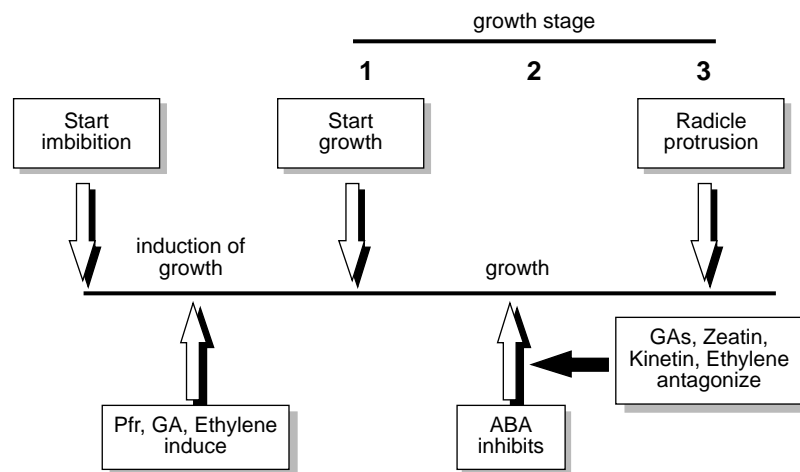 growth stage
1 2 3
Start
imbibition
Start
growth
Radicle
protrusion
induction of
growth
growth
GAs, Zeatin,
Kinetin, Ethylene
antagonize
Pfr, GA, Ethylene
induce
ABA
inhibits